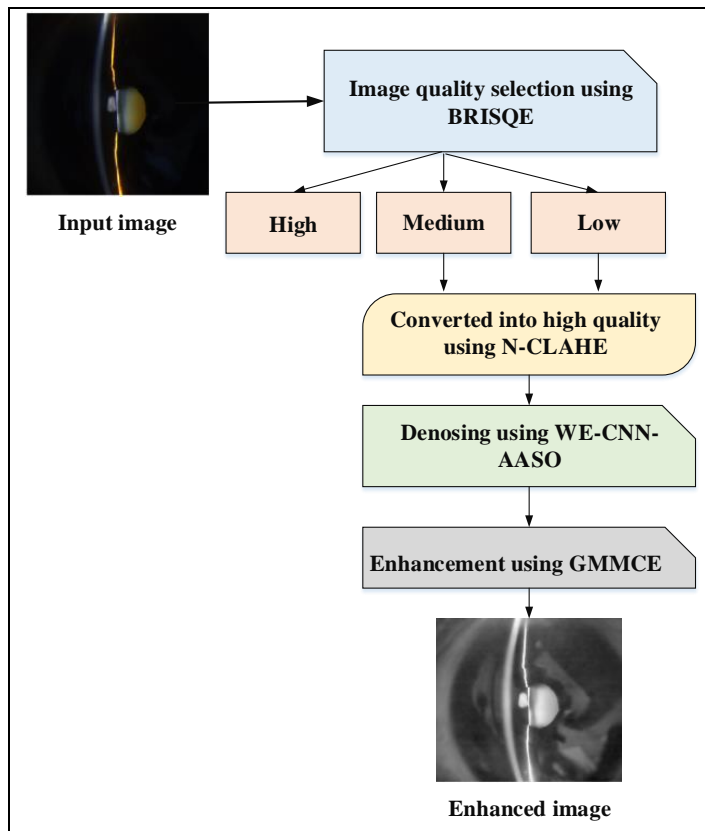 Image quality selection using
BRISQE
Input image
High
Medium
Low
Converted into high quality
using N-CLAHE
Denosing using WE-CNN-
AASO
Enhancement using GMMCE
Enhanced image